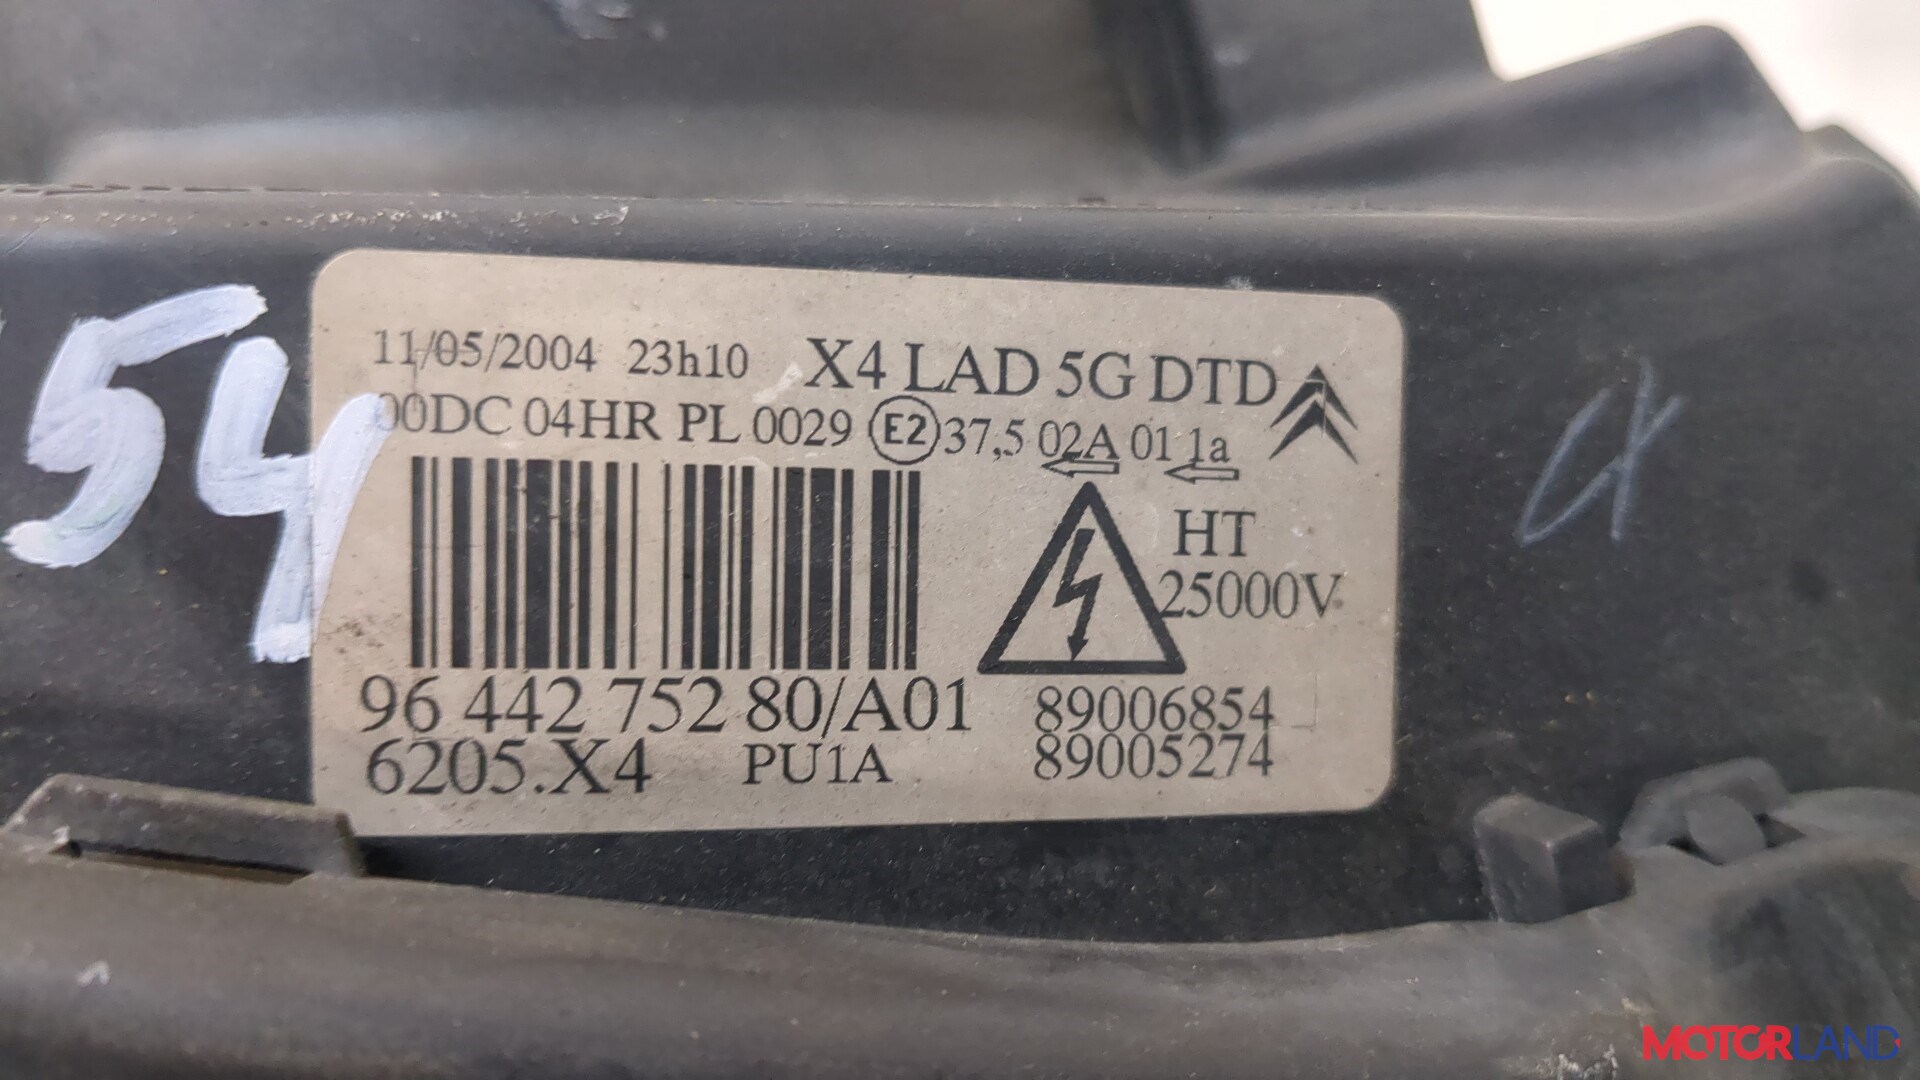 54
11/05/2004 23h10 X4 LAD 5G DTD
00DC 04HR PL 0029 E2 37,5 02A 01 1a
HT
25000V
96 442 752 80/A01
89006854
6205.X4 PU1A
89005274
MOTORLAND